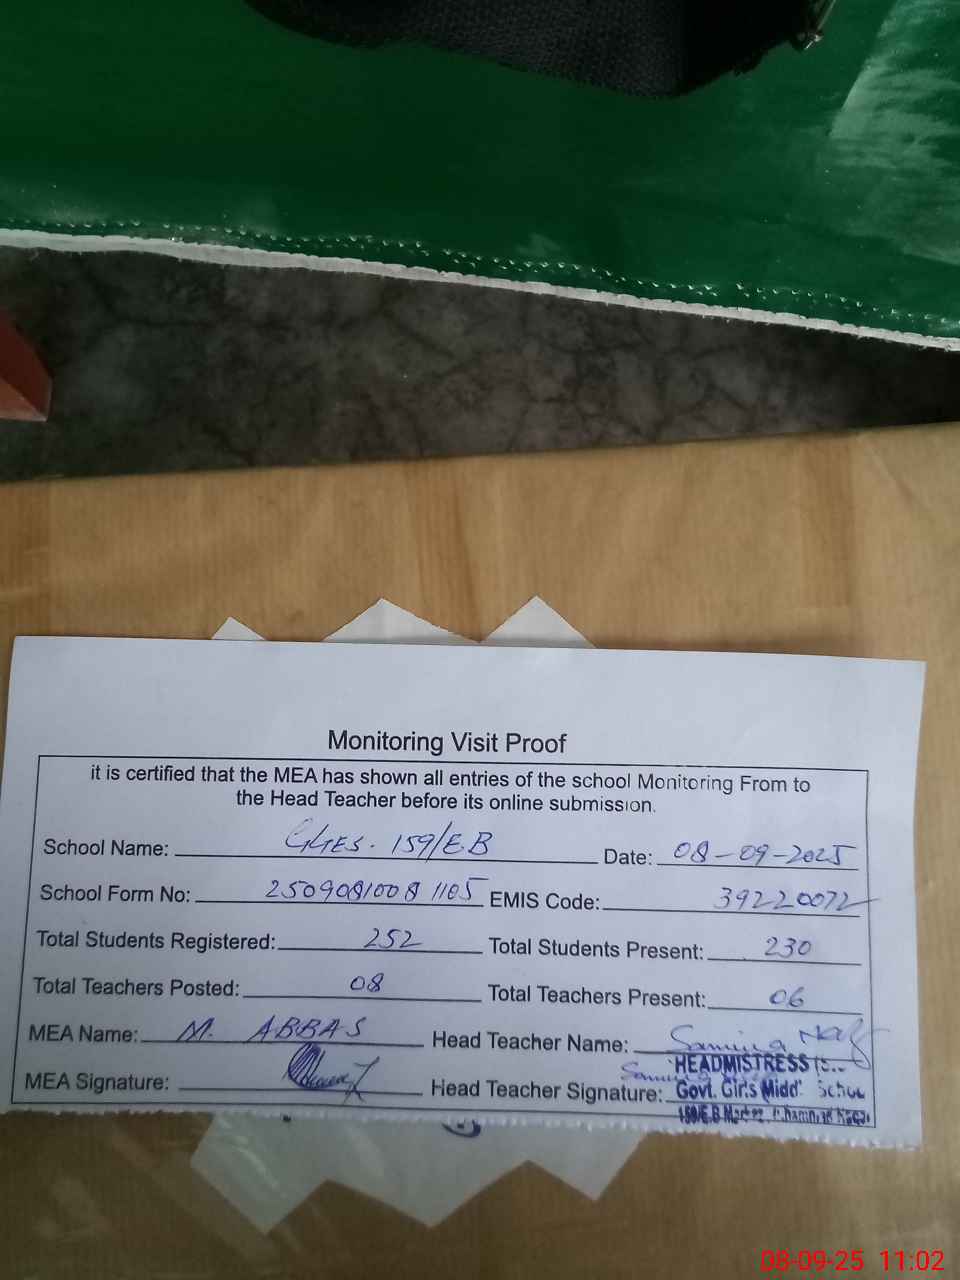 Monitoring Visit Proof
it is certified that the MEA has shown all entries of the school Monitoring From to
the Head Teacher before its online submission.
School Name: GGES. 159/E.B Date: 08-09-2025
School Form No: 25090810081105 EMIS Code: 39220072
Total Students Registered: 252 Total Students Present: 230
Total Teachers Posted: 08 Total Teachers Present: 06
MEA Name: M. ABBAS Head Teacher Name: Samina
HEADMISTRESS
MEA Signature: Head Teacher Signature: Govt. Girls Middl School
159/E.B
08-09-25 11:02